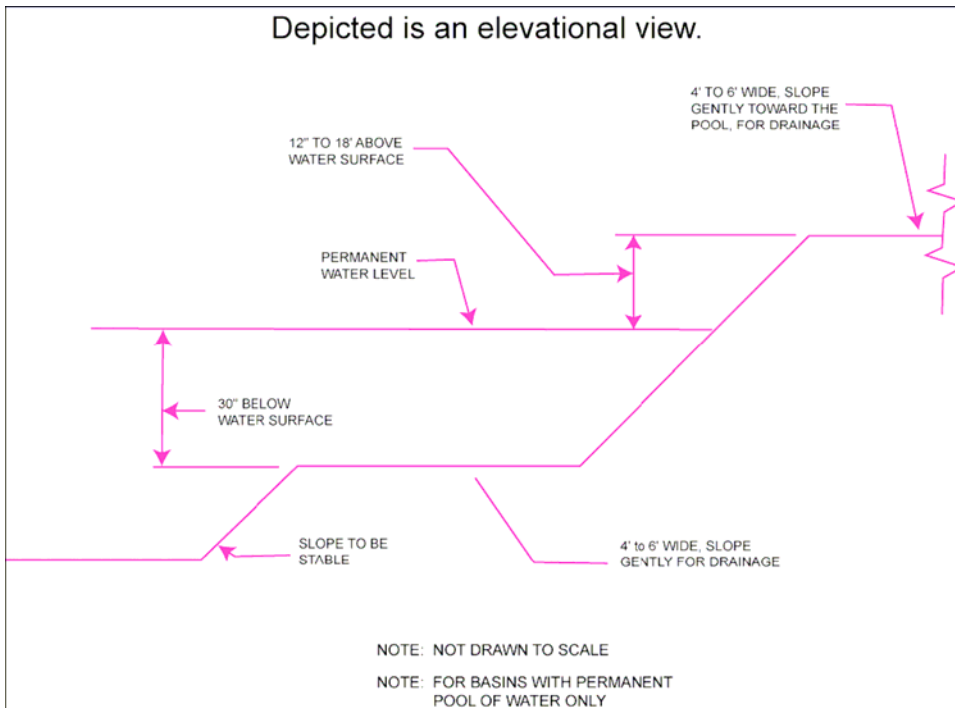 Depicted is an elevational view.
4' TO 6' WIDE, SLOPE
GENTLY TOWARD THE
POOL, FOR DRAINAGE
12" TO 18' ABOVE
WATER SURFACE
PERMANENT
WATER LEVEL
30" BELOW
WATER SURFACE
SLOPE TO BE
STABLE
4' to 6' WIDE, SLOPE
GENTLY FOR DRAINAGE
NOTE: NOT DRAWN TO SCALE
NOTE: FOR BASINS WITH PERMANENT
POOL OF WATER ONLY